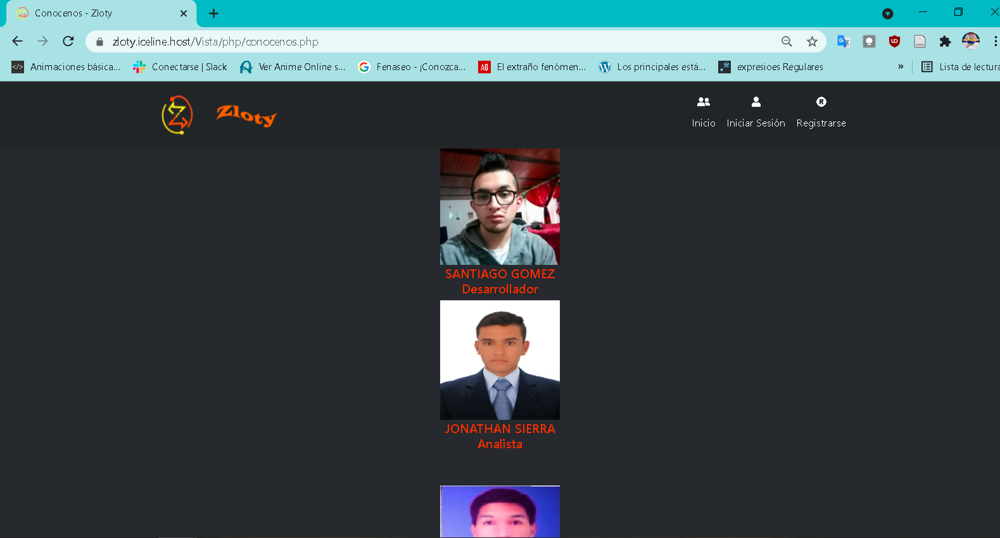 Conocenos - Zloty
zloty.iceline.host/Vista/php/conocenos.php
Animaciones básica...
Conectarse | Slack
Ver Anime Online s...
Fenaseo - ¡Conozca...
AG
El extraño fenómen...
Los principales está...
expresioes Regulares
»
Lista de lectura
Z
Zloty
Inicio
Iniciar Sesión
Registrarse
SANTIAGO GOMEZ
Desarrollador
JONATHAN SIERRA
Analista